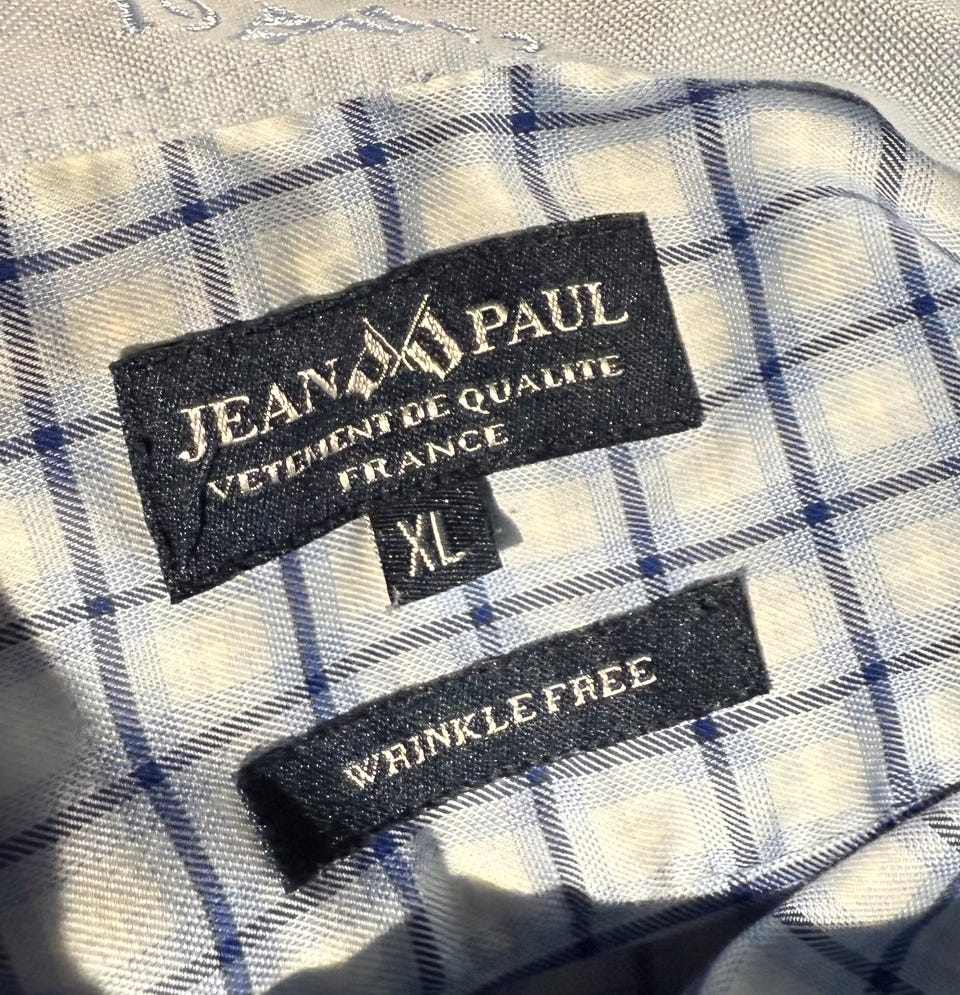 JEAN PAUL
VETEMENT DE QUALITE
FRANCE
XL
WRINKLE FREE